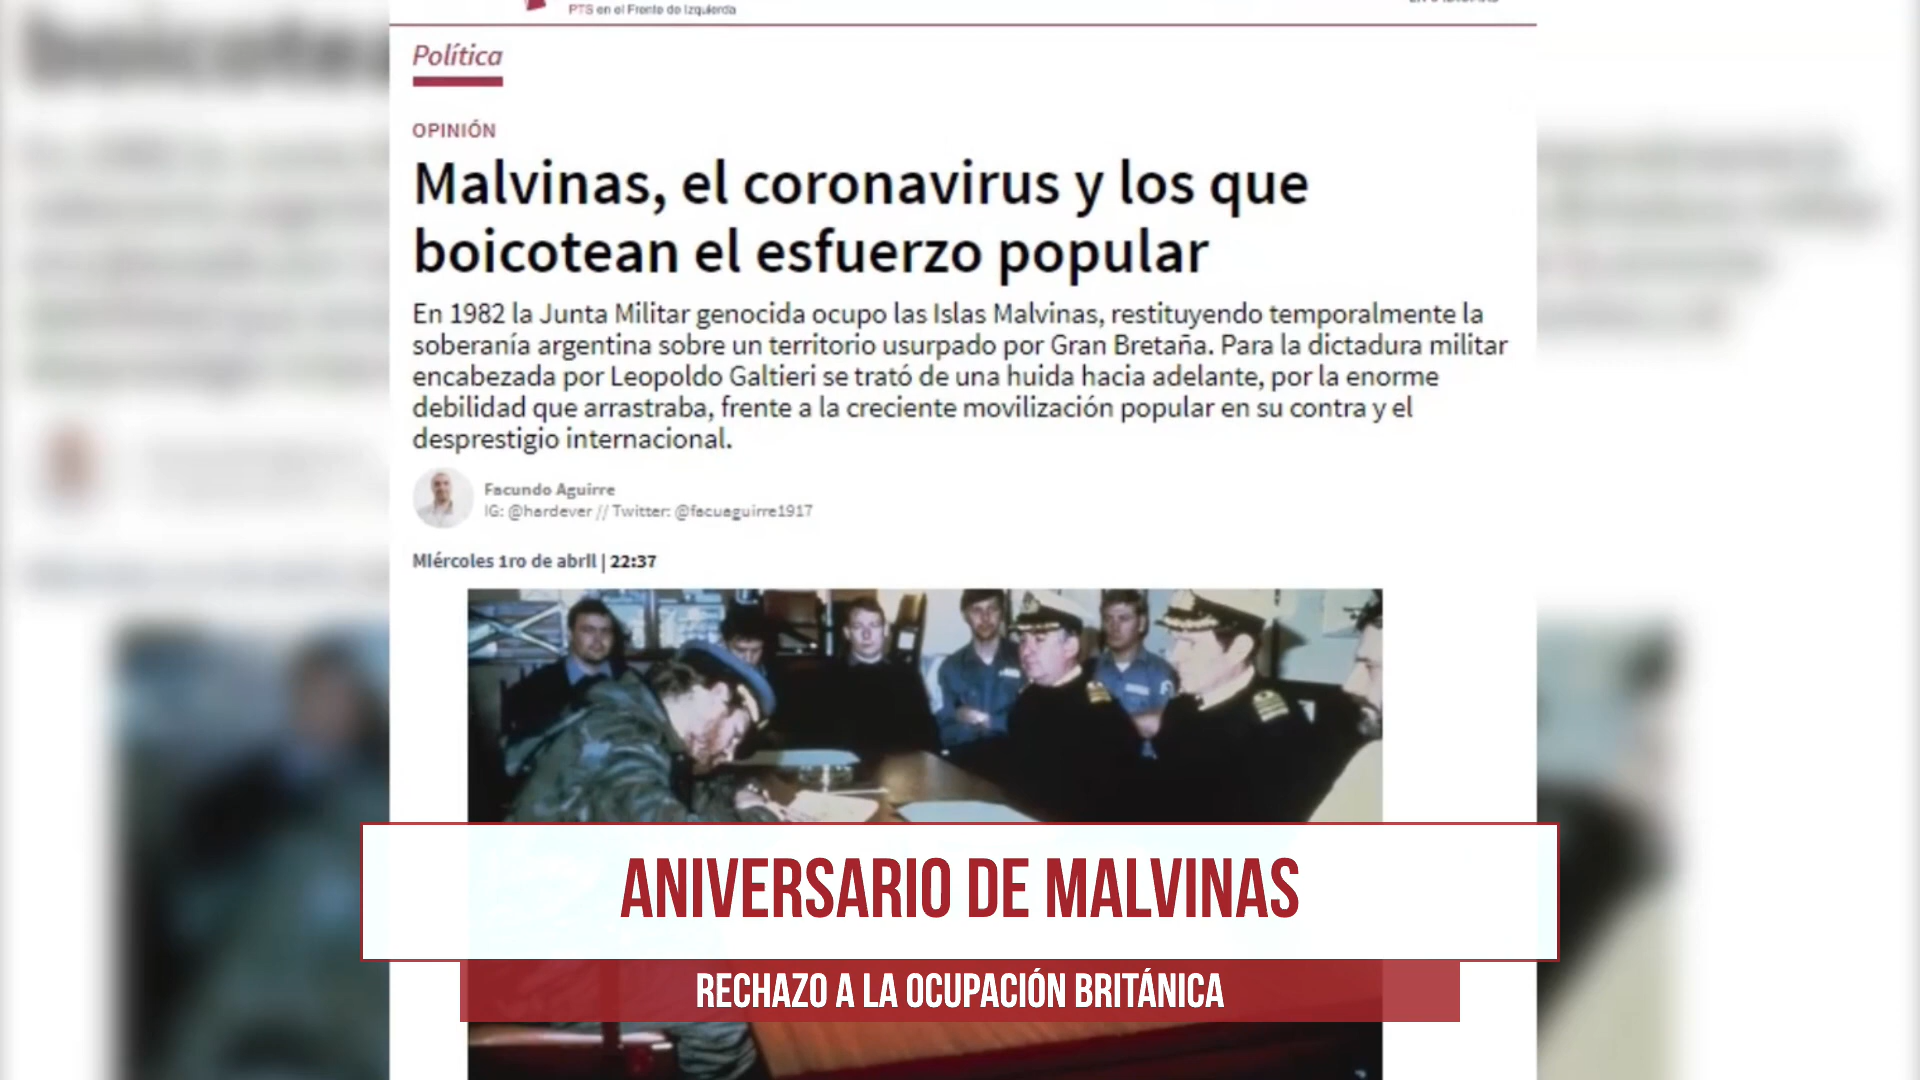 PTS en el Frente de Izquierda
Política
OPINIÓN
Malvinas, el coronavirus y los que
boicotean el esfuerzo popular
En 1982 la Junta Militar genocida ocupo las Islas Malvinas, restituyendo temporalmente la
soberanía argentina sobre un territorio usurpado por Gran Bretaña. Para la dictadura militar
encabezada por Leopoldo Galtieri se trató de una huida hacia adelante, por la enorme
debilidad que arrastraba, frente a la creciente movilización popular en su contra y el
desprestigio internacional.
Facundo Aguirre
IG: @hardever // Twitter: @facuaguirre1917
Miércoles 1ro de abril | 22:37
ANIVERSARIO DE MALVINAS
RECHAZO A LA OCUPACIÓN BRITÁNICA